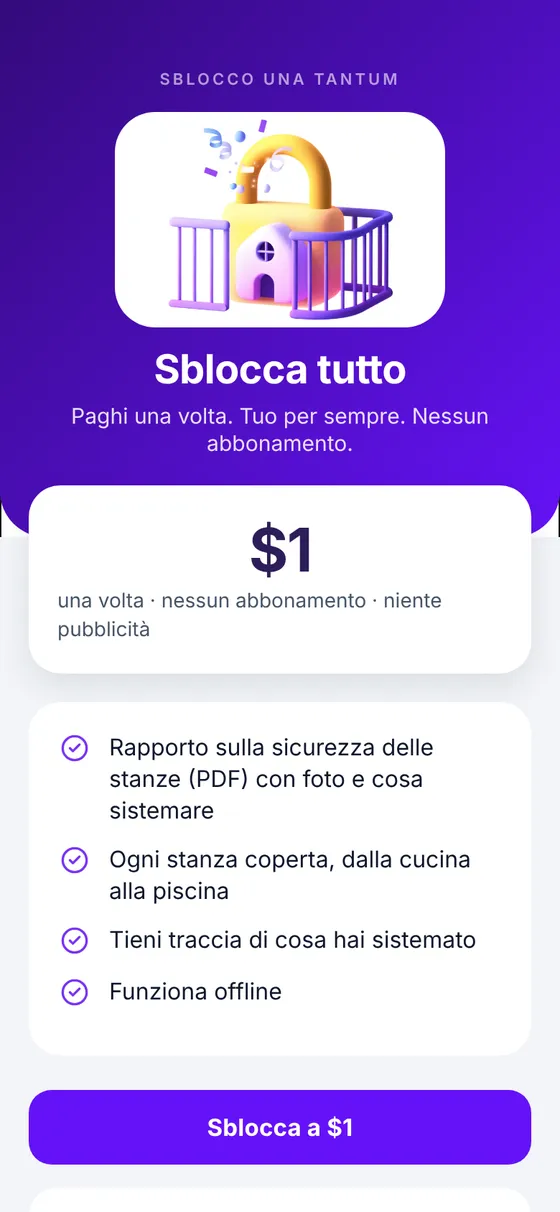 SBLOCCO UNA TANTUM
Sblocca tutto
Paghi una volta. Tuo per sempre. Nessun
abbonamento.
$1
una volta · nessun abbonamento · niente
pubblicità
Rapporto sulla sicurezza delle
stanze (PDF) con foto e cosa
sistemare
Ogni stanza coperta, dalla cucina
alla piscina
Tieni traccia di cosa hai sistemato
Funziona offline
Sblocca a $1